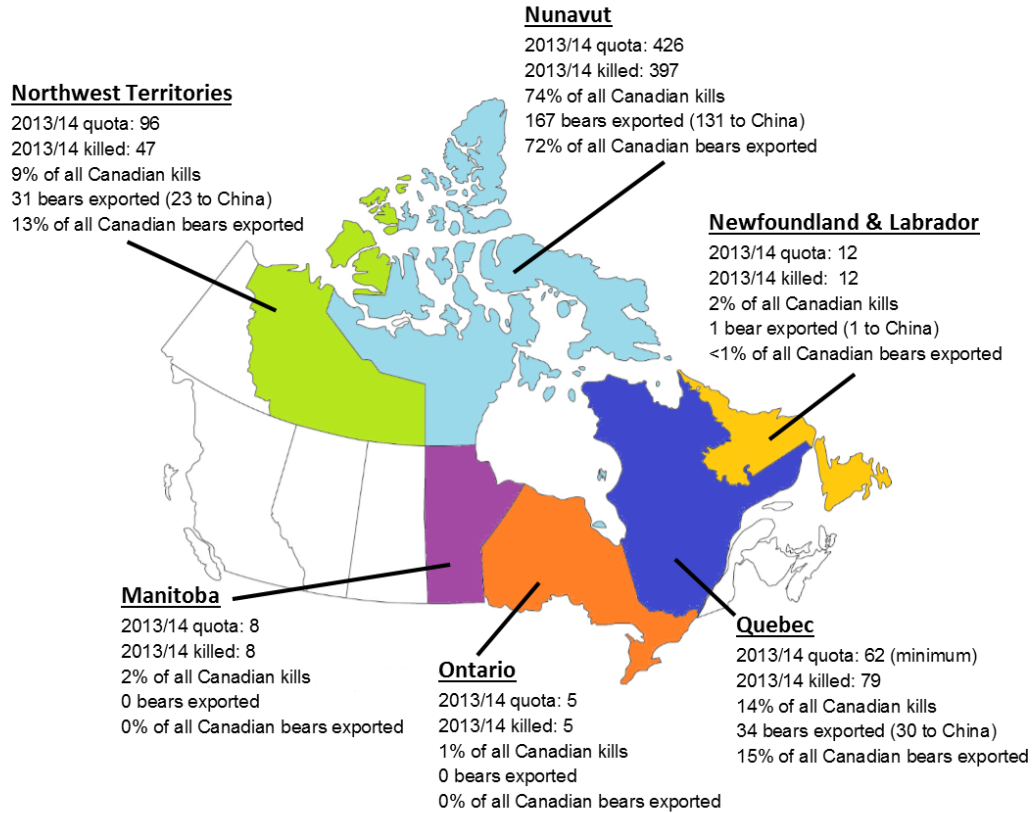 Nunavut
2013/14 quota: 426
2013/14 killed: 397
74% of all Canadian kills
167 bears exported (131 to China)
72% of all Canadian bears exported
Northwest Territories
2013/14 quota: 96
2013/14 killed: 47
9% of all Canadian kills
31 bears exported (23 to China)
13% of all Canadian bears exported
Newfoundland & Labrador
2013/14 quota: 12
2013/14 killed: 12
2% of all Canadian kills
1 bear exported (1 to China)
<1% of all Canadian bears exported
Manitoba
2013/14 quota: 8
2013/14 killed: 8
2% of all Canadian kills
0 bears exported
0% of all Canadian bears exported
Ontario
2013/14 quota: 5
2013/14 killed: 5
1% of all Canadian kills
0 bears exported
0% of all Canadian bears exported
Quebec
2013/14 quota: 62 (minimum)
2013/14 killed: 79
14% of all Canadian kills
34 bears exported (30 to China)
15% of all Canadian bears exported